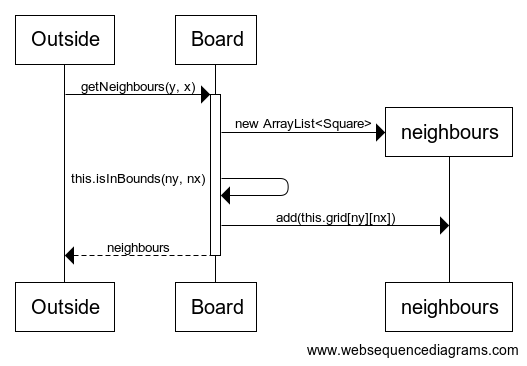 Outside
Board
getNeighbours(y, x)
new ArrayList<Square>
neighbours
this.isInBounds(ny, nx)
add(this.grid[ny][nx])
neighbours
Outside
Board
neighbours
www.websequencediagrams.com